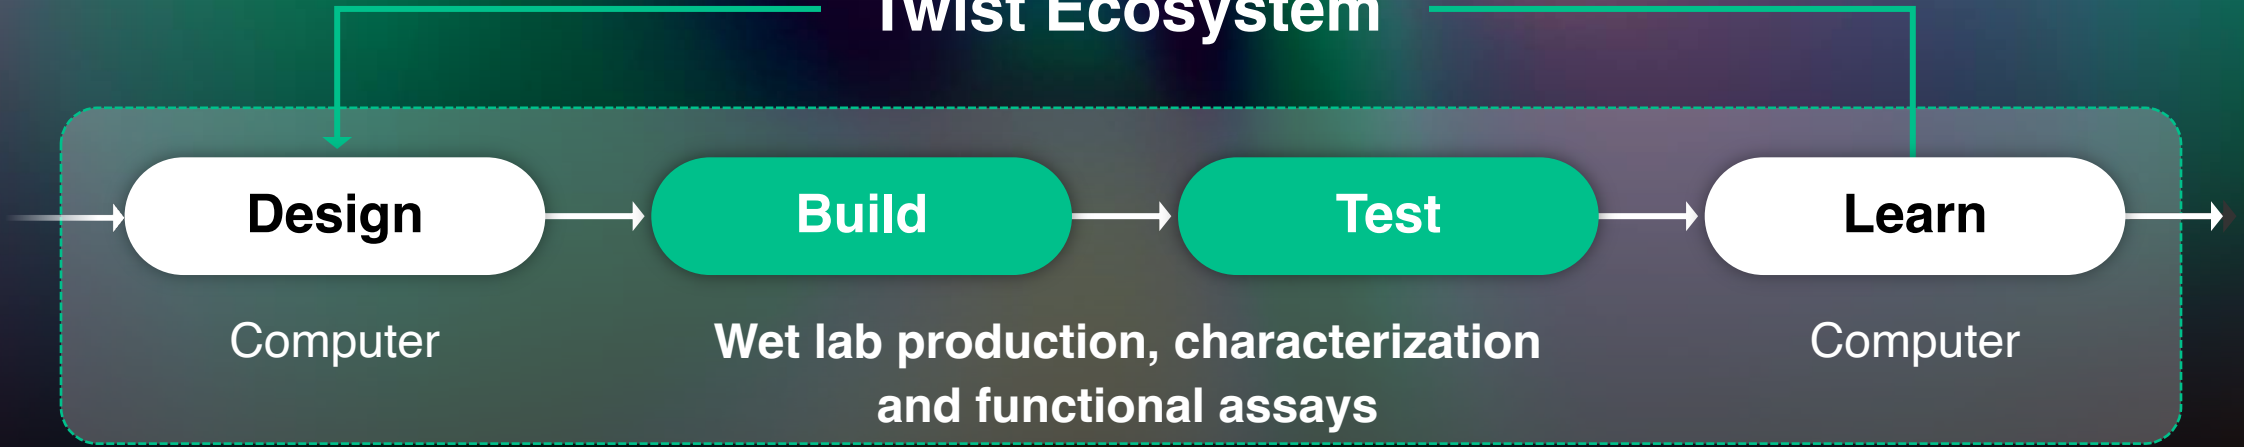 Twist Ecosystem
Design
Build
Test
Learn
Computer
Wet lab production, characterization
and functional assays
Computer